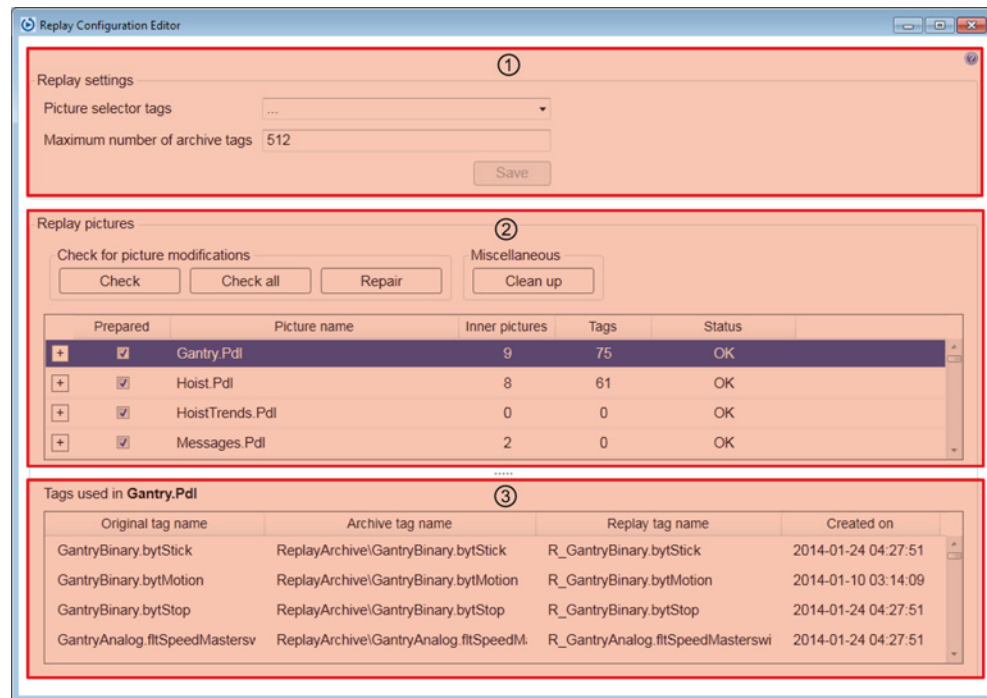 Replay Configuration Editor
①
Replay settings
Picture selector tags ...
Maximum number of archive tags 512
Save
Replay pictures
②
Check for picture modifications Miscellaneous
Check Check all Repair Clean up
Prepared Picture name Inner pictures Tags Status
Gantry.Pdl 9 75 OK
Hoist.Pdl 8 61 OK
HoistTrends.Pdl 0 0 OK
Messages.Pdl 2 0 OK
Tags used in Gantry.Pdl
③
Original tag name Archive tag name Replay tag name Created on
GantryBinary.bytStick ReplayArchive\GantryBinary.bytStick R_GantryBinary.bytStick 2014-01-24 04:27:51
GantryBinary.bytMotion ReplayArchive\GantryBinary.bytMotion R_GantryBinary.bytMotion 2014-01-10 03:14:09
GantryBinary.bytStop ReplayArchive\GantryBinary.bytStop R_GantryBinary.bytStop 2014-01-24 04:27:51
GantryAnalog.fltSpeedMastersv ReplayArchive\GantryAnalog.fltSpeedM R_GantryAnalog.fltSpeedMasterswi 2014-01-24 04:27:51